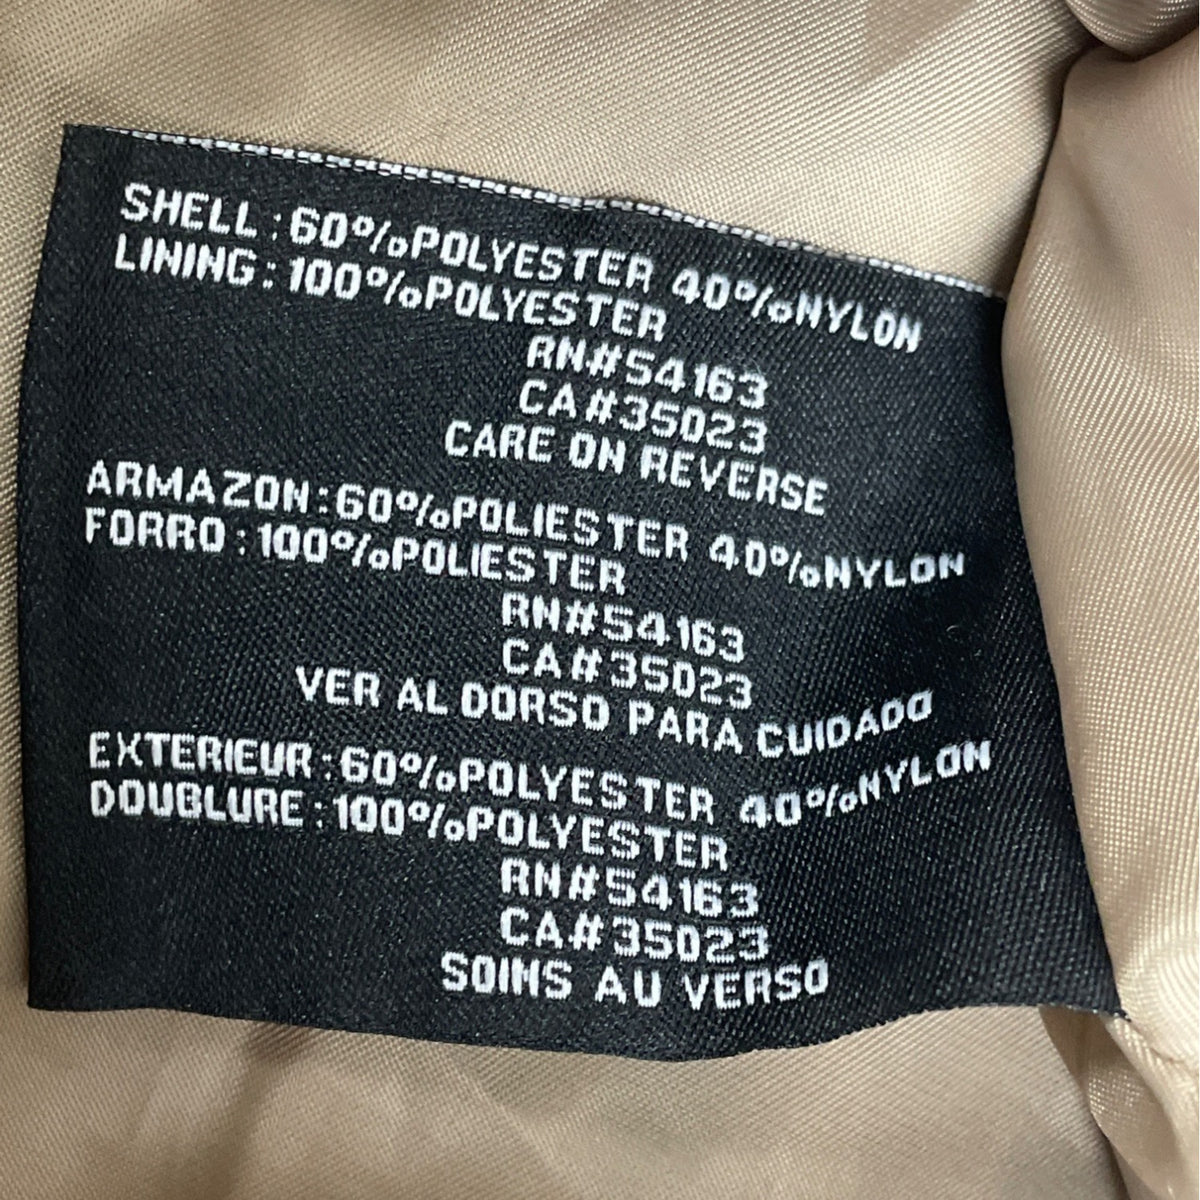 SHELL : 60%POLYESTER 40%NYLON
LINING : 100%POLYESTER
RN#54163
CA#35023
CARE ON REVERSE
ARMAZON : 60%POLIESTER 40%NYLON
FORRO : 100%POLIESTER
RN#54163
CA#35023
VER AL DORSO PARA CUIDADO
EXTERIEUR : 60%POLYESTER 40%NYLON
DOUBLURE : 100%POLYESTER
RN#54163
CA#35023
SOINS AU VERSO